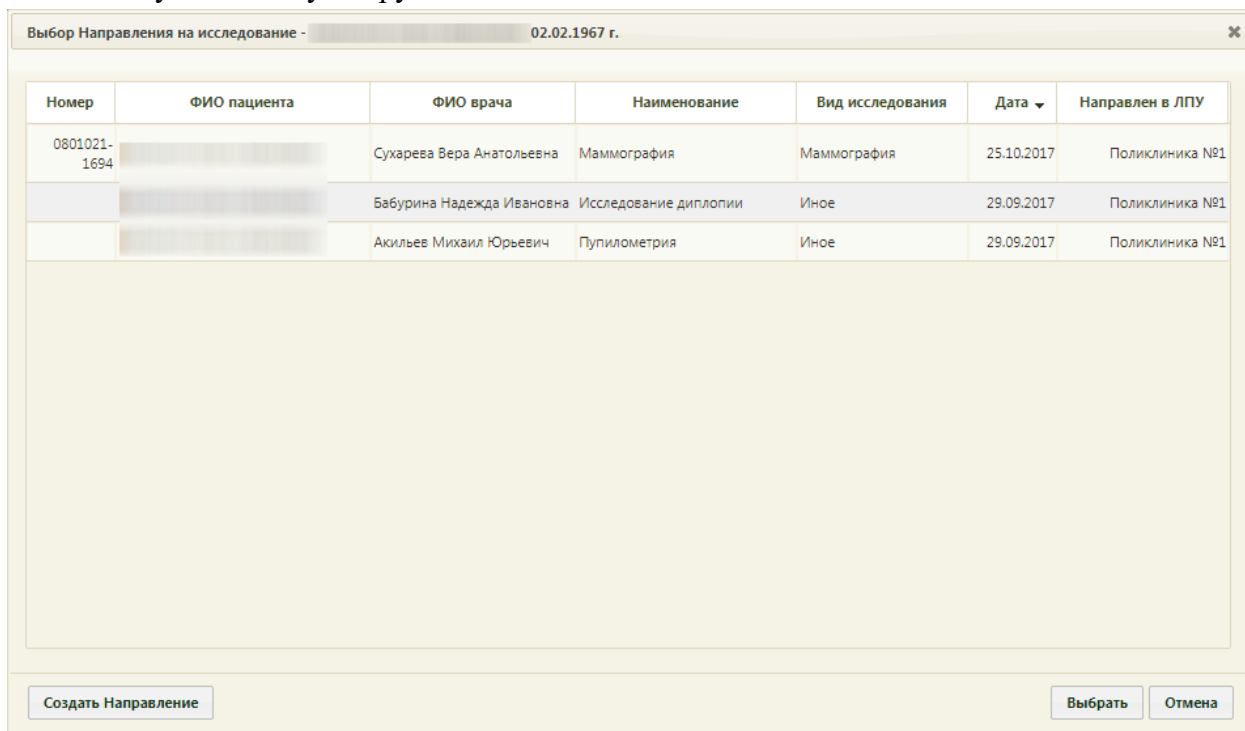 Выбор Направления на исследование - 02.02.1967 г.
Номер ФИО пациента ФИО врача Наименование Вид исследования Дата Направлен в ЛПУ
0801021-
1694 Сухарева Вера Анатольевна Маммография Маммография 25.10.2017 Поликлиника №1
Бабурина Надежда Ивановна Исследование диплопии Иное 29.09.2017 Поликлиника №1
Акильев Михаил Юрьевич Пупилометрия Иное 29.09.2017 Поликлиника №1
Создать Направление Выбрать Отмена